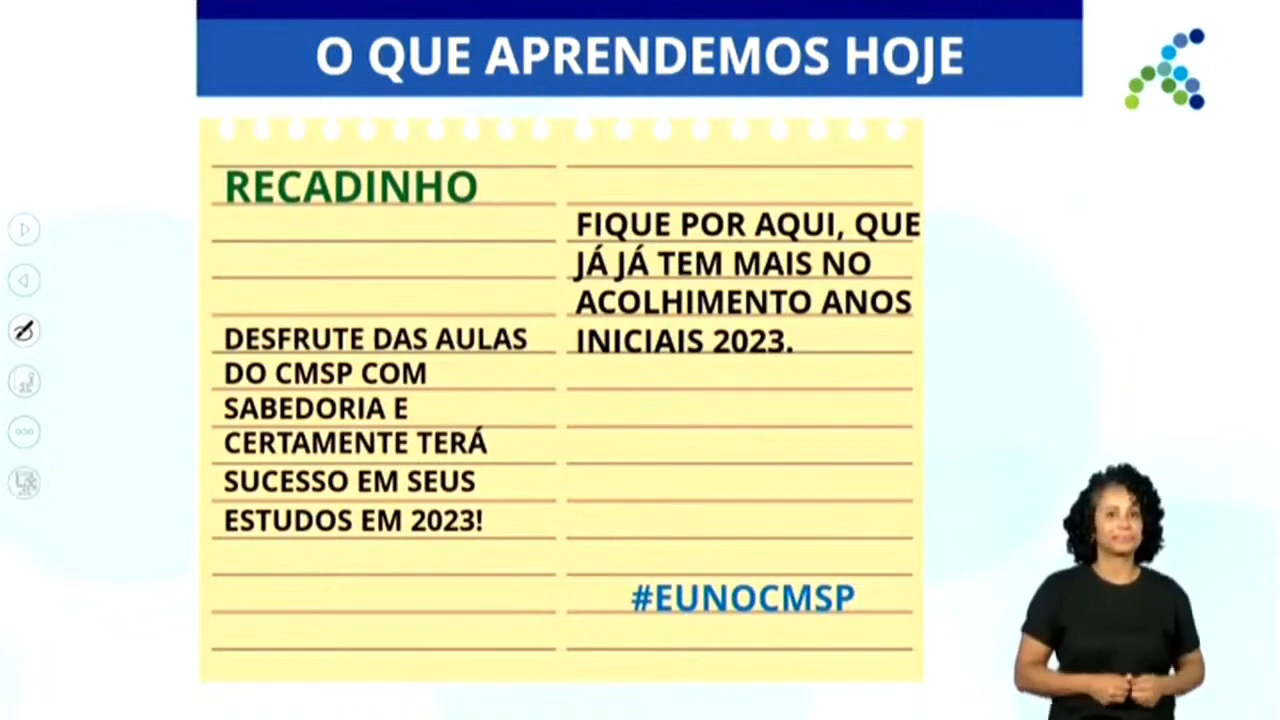 O QUE APRENDEMOS HOJE
RECADINHO
DESFRUTE DAS AULAS
DO CMSP COM
SABEDORIA E
CERTAMENTE TERÁ
SUCESSO EM SEUS
ESTUDOS EM 2023!
FIQUE POR AQUI, QUE
JÁ JÁ TEM MAIS NO
ACOLHIMENTO ANOS
INICIAIS 2023.
#EUNOCMSP